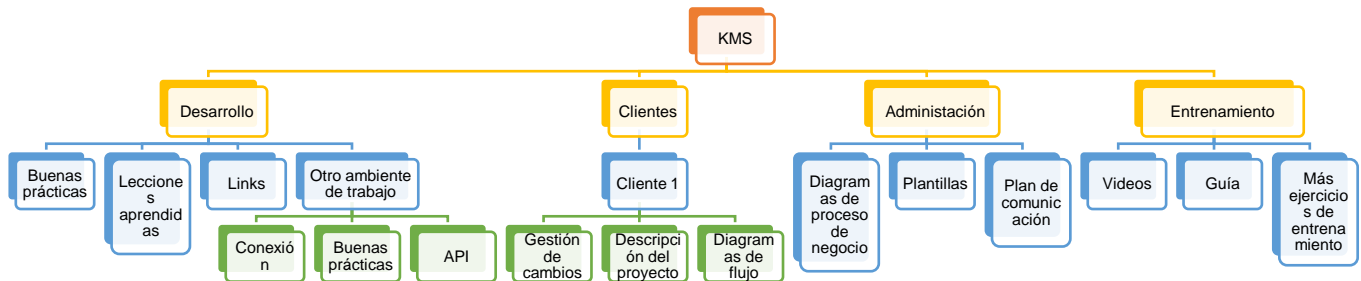 KMS
Desarrollo
Clientes
Administación
Entrenamiento
Buenas
prácticas
Leccione
s
aprendid
as
Links
Otro ambiente
de trabajo
Cliente 1
Diagram
as de
proceso
de
negocio
Plantillas
Plan de
comunic
ación
Videos
Guía
Más
ejercicio
s de
entrena
miento
Conexió
n
Buenas
prácticas
API
Gestión
de
cambios
Descripci
ón del
proyecto
Diagram
as de
flujo